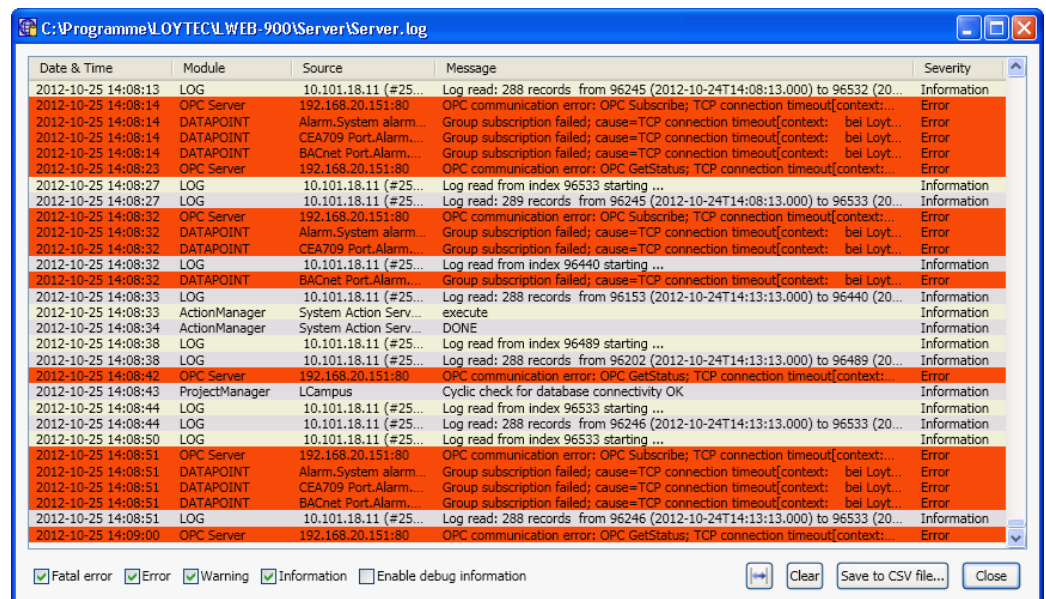 C:\Programme\LOYTEC\LWEB-900\Server\Server.log
Date & Time Module Source Message Severity
2012-10-25 14:08:13 LOG 10.101.18.11 (#25... Log read: 288 records from 96245 (2012-10-24T14:08:13.000) to 96532 (20... Information
2012-10-25 14:08:14 OPC Server 192.168.20.151:80 OPC communication error: OPC Subscribe; TCP connection timeout[context:... Error
2012-10-25 14:08:14 DATAPOINT Alarm.System alarm... Group subscription failed; cause=TCP connection timeout[context: bei Loyt... Error
2012-10-25 14:08:14 DATAPOINT CEA709 Port.Alarm.... Group subscription failed; cause=TCP connection timeout[context: bei Loyt... Error
2012-10-25 14:08:14 DATAPOINT BACnet Port.Alarm.... Group subscription failed; cause=TCP connection timeout[context: bei Loyt... Error
2012-10-25 14:08:23 OPC Server 192.168.20.151:80 OPC communication error: OPC GetStatus; TCP connection timeout[context:... Error
2012-10-25 14:08:27 LOG 10.101.18.11 (#25... Log read from index 96533 starting ... Information
2012-10-25 14:08:27 LOG 10.101.18.11 (#25... Log read: 289 records from 96245 (2012-10-24T14:08:13.000) to 96533 (20... Information
2012-10-25 14:08:32 OPC Server 192.168.20.151:80 OPC communication error: OPC Subscribe; TCP connection timeout[context:... Error
2012-10-25 14:08:32 DATAPOINT Alarm.System alarm... Group subscription failed; cause=TCP connection timeout[context: bei Loyt... Error
2012-10-25 14:08:32 DATAPOINT CEA709 Port.Alarm.... Group subscription failed; cause=TCP connection timeout[context: bei Loyt... Error
2012-10-25 14:08:32 LOG 10.101.18.11 (#25... Log read from index 96440 starting ... Information
2012-10-25 14:08:32 DATAPOINT BACnet Port.Alarm.... Group subscription failed; cause=TCP connection timeout[context: bei Loyt... Error
2012-10-25 14:08:33 LOG 10.101.18.11 (#25... Log read: 288 records from 96153 (2012-10-24T14:13:13.000) to 96440 (20... Information
2012-10-25 14:08:33 ActionManager System Action Serv... execute Information
2012-10-25 14:08:34 ActionManager System Action Serv... DONE Information
2012-10-25 14:08:38 LOG 10.101.18.11 (#25... Log read from index 96489 starting ... Information
2012-10-25 14:08:38 LOG 10.101.18.11 (#25... Log read: 288 records from 96202 (2012-10-24T14:13:13.000) to 96489 (20... Information
2012-10-25 14:08:42 OPC Server 192.168.20.151:80 OPC communication error: OPC GetStatus; TCP connection timeout[context:... Error
2012-10-25 14:08:43 ProjectManager LCampus Cyclic check for database connectivity OK Information
2012-10-25 14:08:44 LOG 10.101.18.11 (#25... Log read from index 96533 starting ... Information
2012-10-25 14:08:44 LOG 10.101.18.11 (#25... Log read: 288 records from 96246 (2012-10-24T14:13:13.000) to 96533 (20... Information
2012-10-25 14:08:50 LOG 10.101.18.11 (#25... Log read from index 96533 starting ... Information
2012-10-25 14:08:51 OPC Server 192.168.20.151:80 OPC communication error: OPC Subscribe; TCP connection timeout[context:... Error
2012-10-25 14:08:51 DATAPOINT Alarm.System alarm... Group subscription failed; cause=TCP connection timeout[context: bei Loyt... Error
2012-10-25 14:08:51 DATAPOINT CEA709 Port.Alarm.... Group subscription failed; cause=TCP connection timeout[context: bei Loyt... Error
2012-10-25 14:08:51 DATAPOINT BACnet Port.Alarm.... Group subscription failed; cause=TCP connection timeout[context: bei Loyt... Error
2012-10-25 14:08:51 LOG 10.101.18.11 (#25... Log read: 288 records from 96246 (2012-10-24T14:13:13.000) to 96533 (20... Information
2012-10-25 14:09:00 OPC Server 192.168.20.151:80 OPC communication error: OPC GetStatus; TCP connection timeout[context:... Error
Fatal error Error Warning Information Enable debug information Clear Save to CSV file... Close